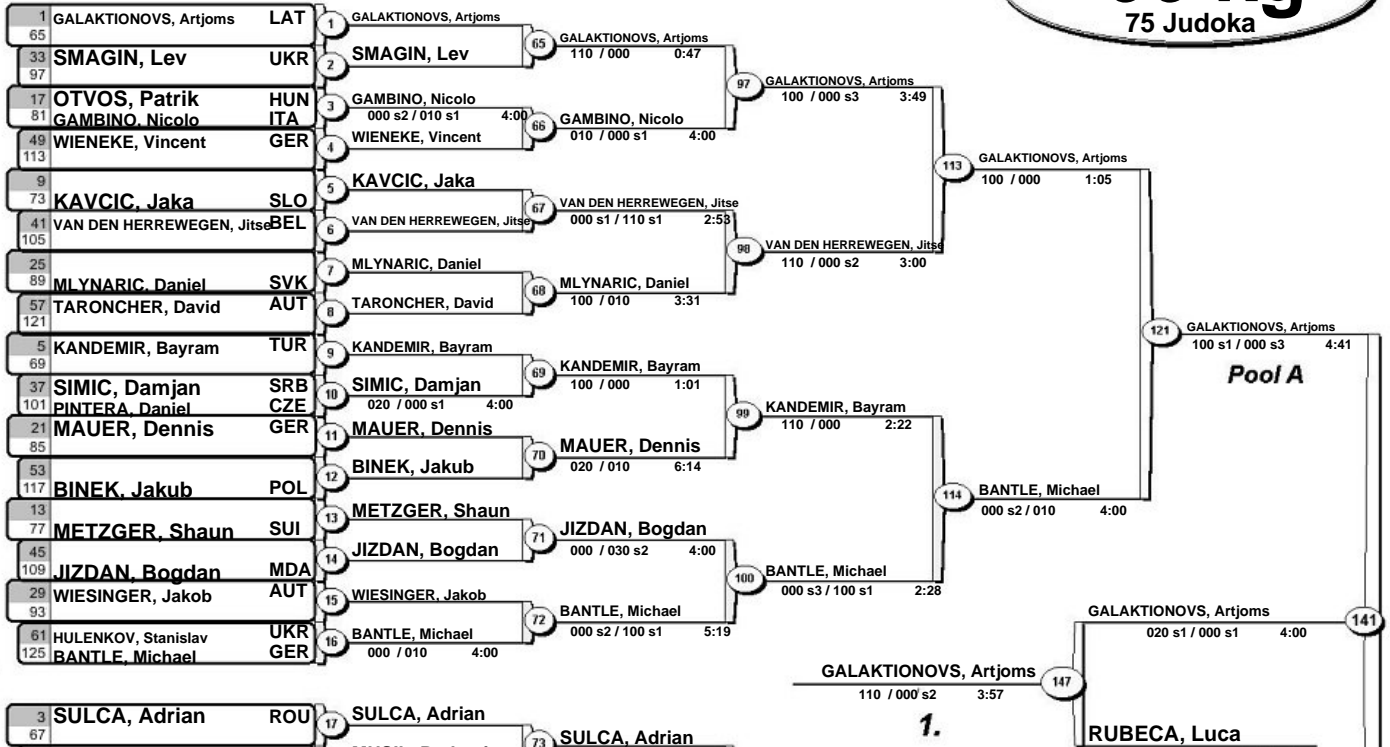 75 Judoka
1 GALAKTIONOVS, Artjoms LAT
65
33 SMAGIN, Lev UKR
97
17 OTVOS, Patrik HUN
81 GAMBINO, Nicolo ITA
49 WIENEKE, Vincent GER
113
9
73 KAVCIC, Jaka SLO
41 VAN DEN HERREWEGEN, Jitse BEL
105
25
89 MLYNARIC, Daniel SVK
57 TARONCHER, David AUT
121
5 KANDEMIR, Bayram TUR
69
37 SIMIC, Damjan SRB
101 PINTERA, Daniel CZE
21 MAUER, Dennis GER
85
53
117 BINEK, Jakub POL
13
77 METZGER, Shaun SUI
45
109 JIZDAN, Bogdan MDA
29 WIESINGER, Jakob AUT
93
61 HULENKOV, Stanislav UKR
125 BANTLE, Michael GER
3 SULCA, Adrian ROU
67
1 GALAKTIONOVS, Artjoms
2 SMAGIN, Lev
3 GAMBINO, Nicolo
000 s2 / 010 s1 4:00
4 WIENEKE, Vincent
5 KAVCIC, Jaka
6 VAN DEN HERREWEGEN, Jitse
7 MLYNARIC, Daniel
8 TARONCHER, David
9 KANDEMIR, Bayram
10 SIMIC, Damjan
020 / 000 s1 4:00
11 MAUER, Dennis
12 BINEK, Jakub
13 METZGER, Shaun
14 JIZDAN, Bogdan
15 WIESINGER, Jakob
16 BANTLE, Michael
000 / 010 4:00
17 SULCA, Adrian
65 GALAKTIONOVS, Artjoms
110 / 000 0:47
66 GAMBINO, Nicolo
010 / 000 s1 4:00
67 VAN DEN HERREWEGEN, Jitse
000 s1 / 110 s1 2:53
68 MLYNARIC, Daniel
100 / 010 3:31
69 KANDEMIR, Bayram
100 / 000 1:01
70 MAUER, Dennis
020 / 010 6:14
71 JIZDAN, Bogdan
000 / 030 s2 4:00
72 BANTLE, Michael
000 s2 / 100 s1 5:19
73 SULCA, Adrian
97 GALAKTIONOVS, Artjoms
100 / 000 s3 3:49
98 VAN DEN HERREWEGEN, Jitse
110 / 000 s2 3:00
99 KANDEMIR, Bayram
110 / 000 2:22
100 BANTLE, Michael
000 s3 / 100 s1 2:28
113 GALAKTIONOVS, Artjoms
100 / 000 1:05
114 BANTLE, Michael
000 s2 / 010 4:00
121 GALAKTIONOVS, Artjoms
100 s1 / 000 s3 4:41
Pool A
GALAKTIONOVS, Artjoms 141
020 s1 / 000 s1 4:00
GALAKTIONOVS, Artjoms 147
110 / 000 s2 3:57
1.
RUBECA, Luca